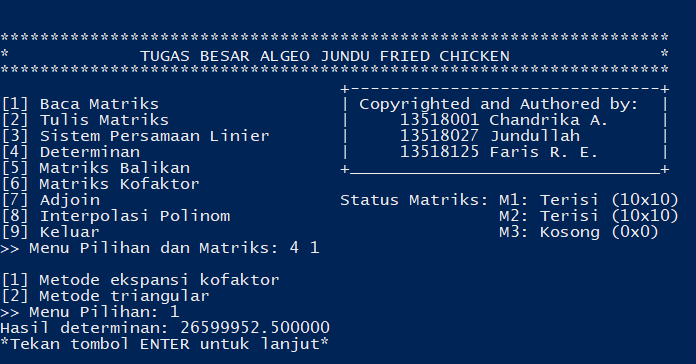 ********************************************************************
* TUGAS BESAR ALGEO JUNDU FRIED CHICKEN *
********************************************************************
+-------------------------------+
[1] Baca Matriks | Copyrighted and Authored by: |
[2] Tulis Matriks | 13518001 Chandrika A. |
[3] Sistem Persamaan Linier | 13518027 Jundullah |
[4] Determinan | 13518125 Faris R. E. |
[5] Matriks Balikan +_______________________________+
[6] Matriks Kofaktor
[7] Adjoin Status Matriks: M1: Terisi (10x10)
[8] Interpolasi Polinom M2: Terisi (10x10)
[9] Keluar M3: Kosong (0x0)
>> Menu Pilihan dan Matriks: 4 1
[1] Metode ekspansi kofaktor
[2] Metode triangular
>> Menu Pilihan: 1
Hasil determinan: 26599952.500000
*Tekan tombol ENTER untuk lanjut*